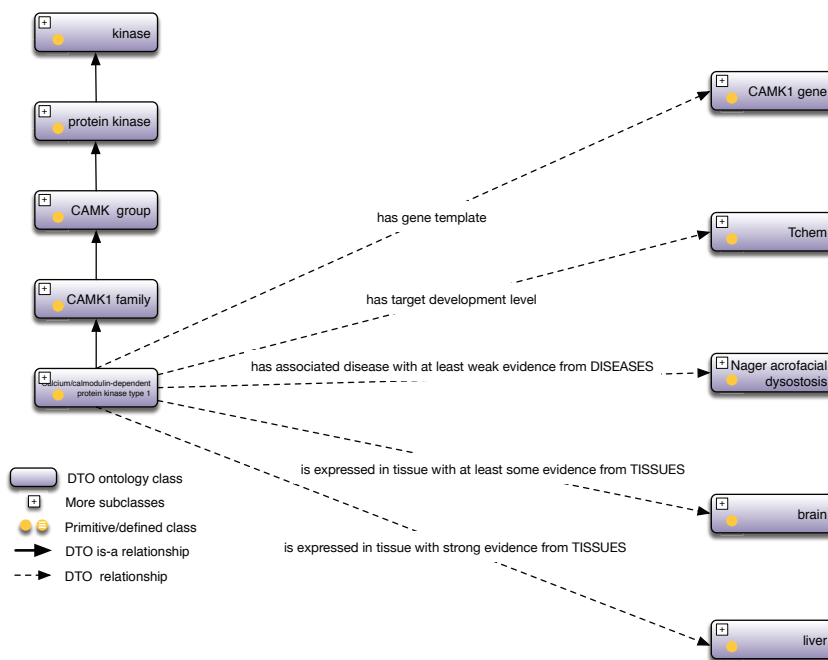 kinase
protein kinase
CAMK group
CAMK1 family
Calcium/calmodulin-dependent
protein kinase type 1
has gene template
has target development level
has associated disease with at least weak evidence from DISEASES
is expressed in tissue with at least some evidence from TISSUES
is expressed in tissue with strong evidence from TISSUES
CAMK1 gene
Tchem
Nager acrofacial
dysostosis
brain
liver
DTO ontology class
More subclasses
Primitive/defined class
DTO is-a relationship
DTO relationship